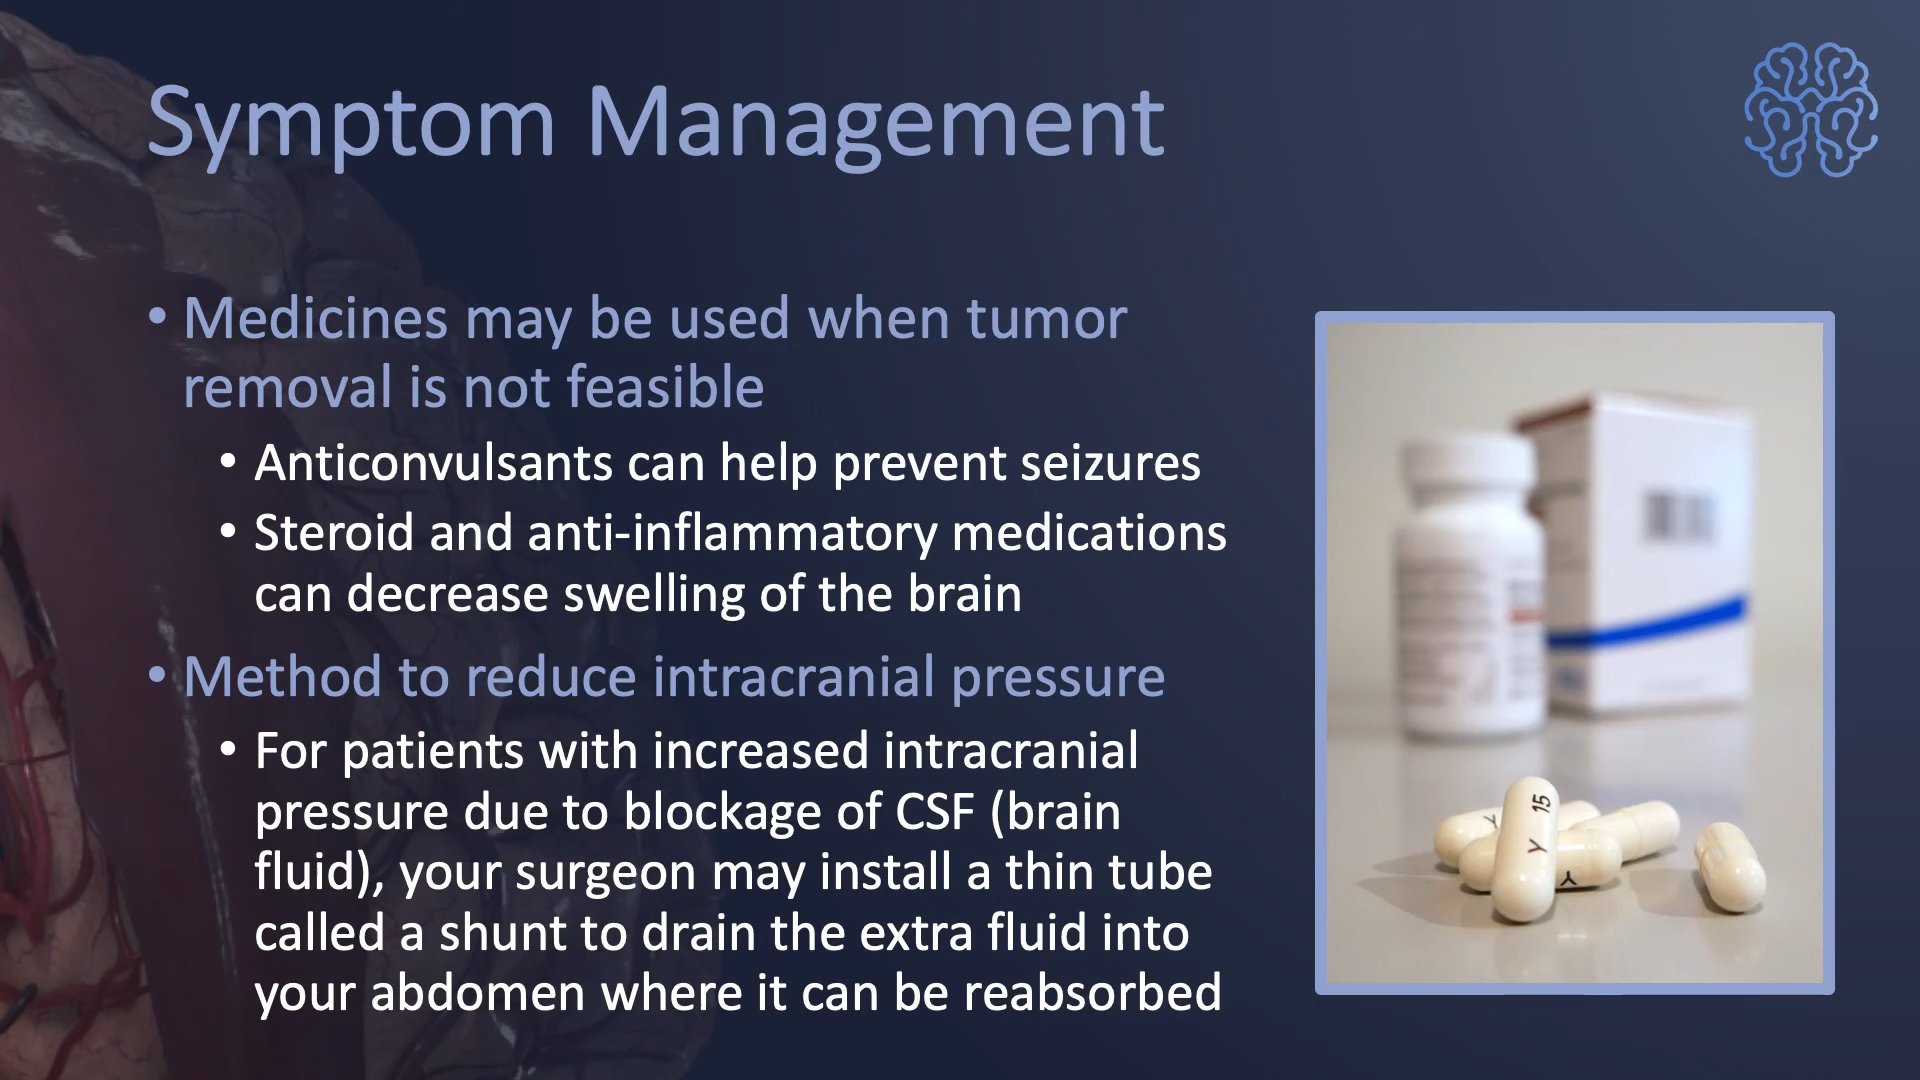 Symptom Management
• Medicines may be used when tumor
removal is not feasible
• Anticonvulsants can help prevent seizures
• Steroid and anti-inflammatory medications
can decrease swelling of the brain
• Method to reduce intracranial pressure
• For patients with increased intracranial
pressure due to blockage of CSF (brain
fluid), your surgeon may install a thin tube
called a shunt to drain the extra fluid into
your abdomen where it can be reabsorbed
Y 15
Y
Y